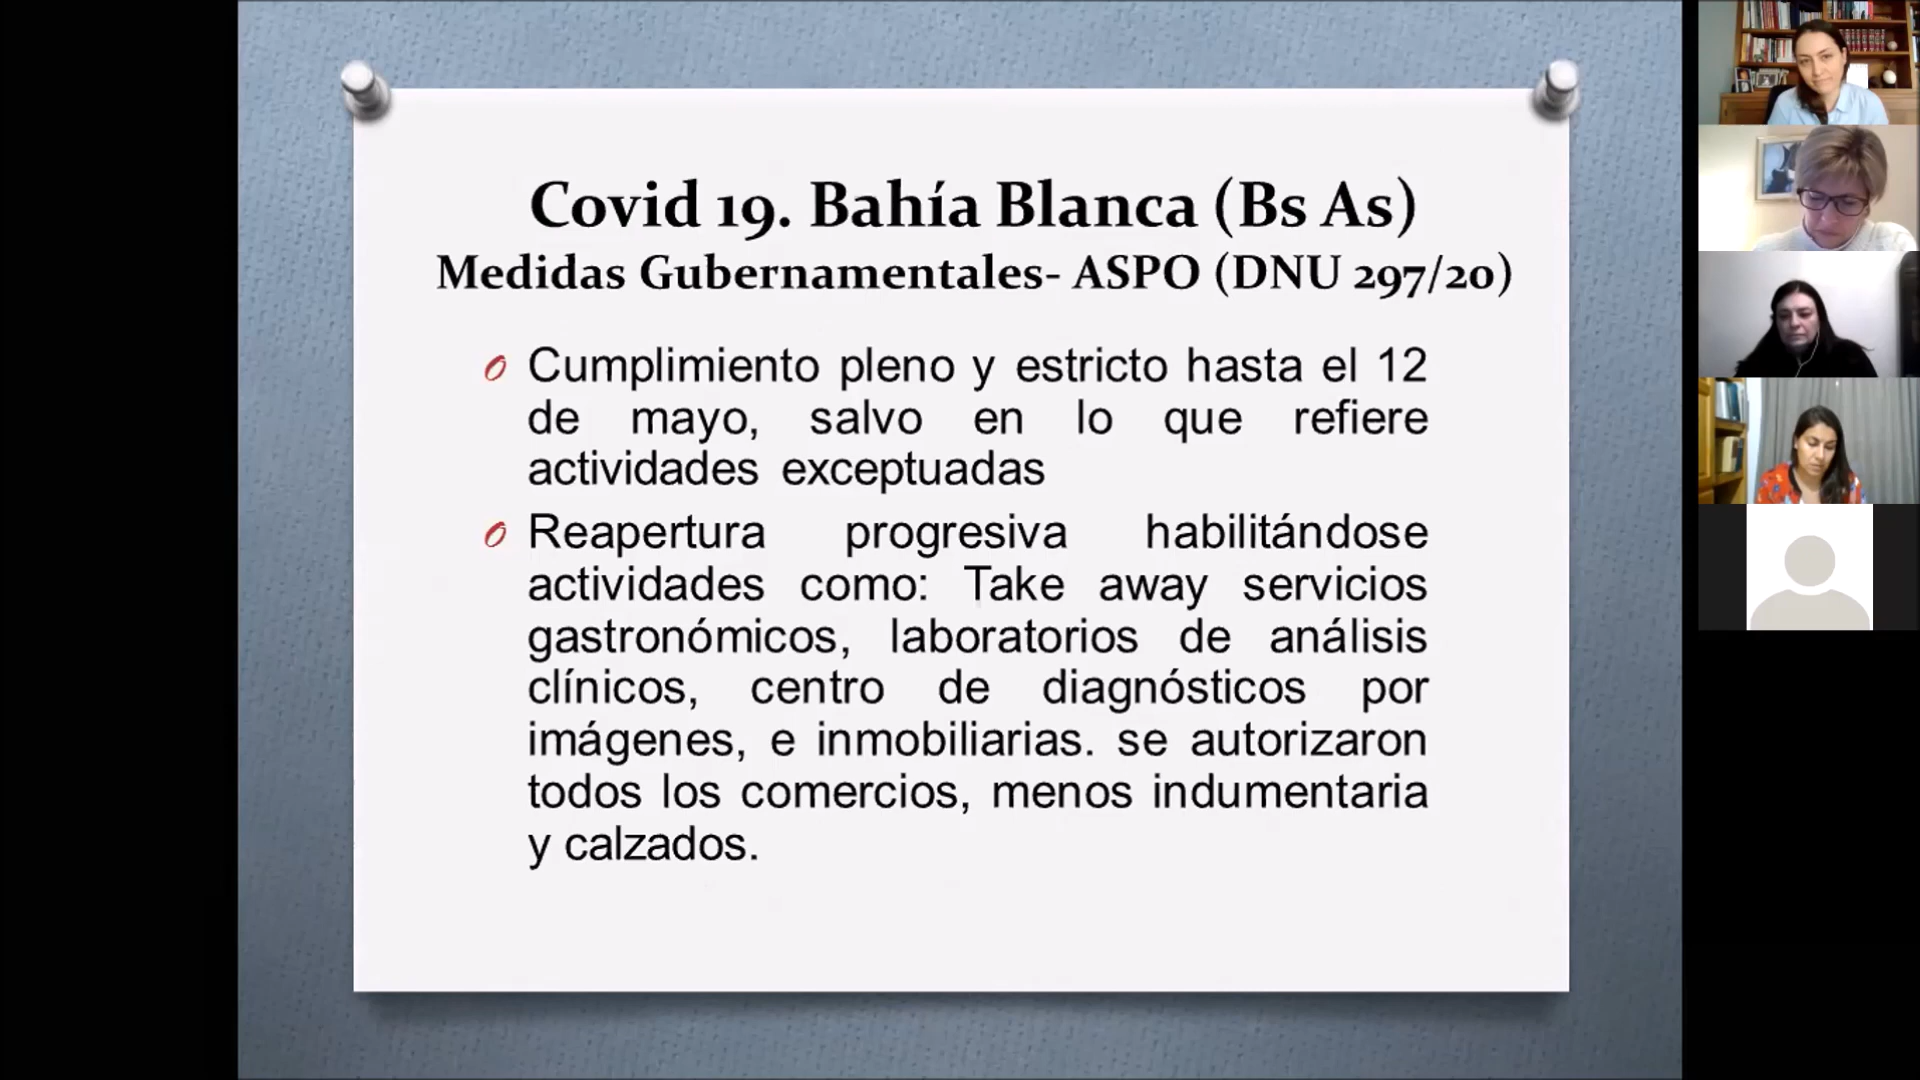 Covid 19. Bahía Blanca (Bs As)
Medidas Gubernamentales- ASPO (DNU 297/20)
Cumplimiento pleno y estricto hasta el 12
de mayo, salvo en lo que refiere
actividades exceptuadas
Reapertura progresiva habilitándose
actividades como: Take away servicios
gastronómicos, laboratorios de análisis
clínicos, centro de diagnósticos por
imágenes, e inmobiliarias. se autorizaron
todos los comercios, menos indumentaria
y calzados.